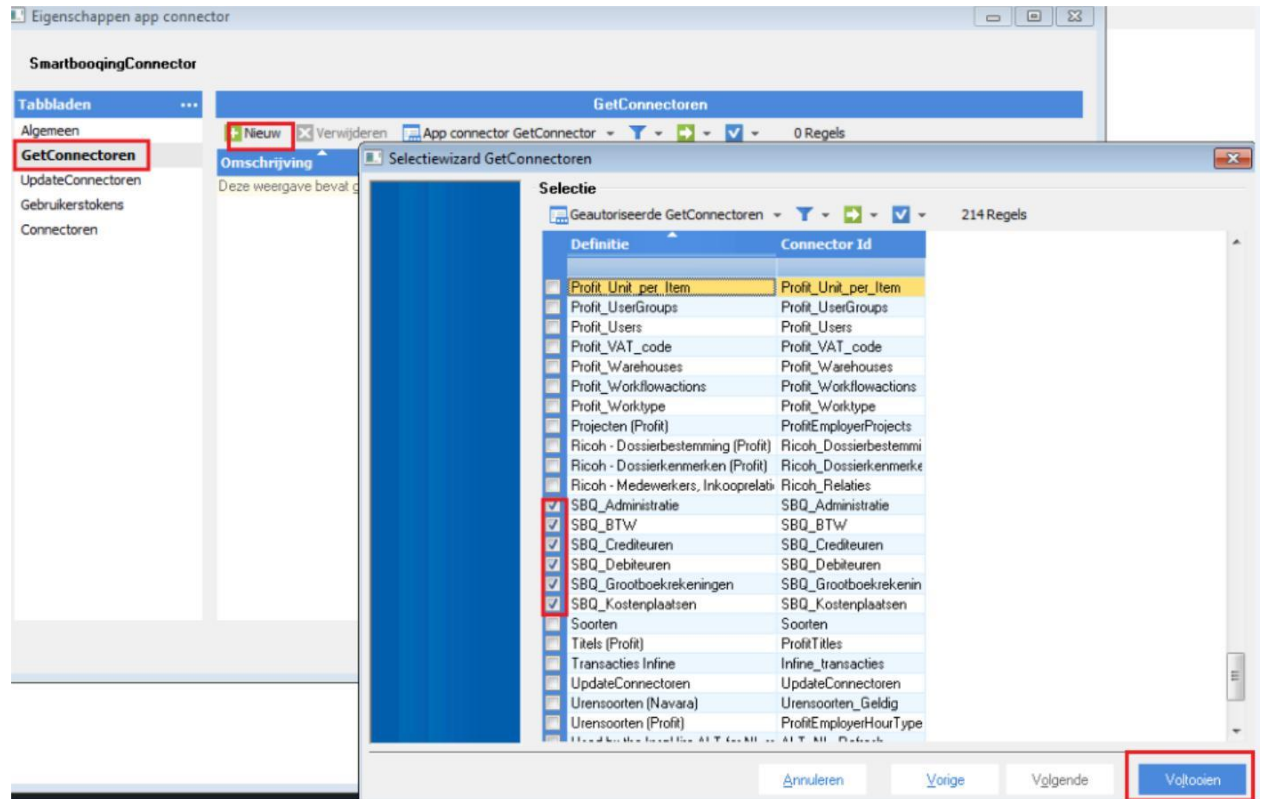 Eigenschappen app connector
SmartbooqingConnector
Tabbladen ...
Algemeen
GetConnectoren
UpdateConnectoren
Gebruikerstokens
Connectoren
GetConnectoren
Nieuw Verwijderen App connector GetConnector 0 Regels
Omschrijving
Deze weergave bevat
Selectiewizard GetConnectoren
Selectie
Geautoriseerde GetConnectoren 214 Regels
Definitie Connector Id
Profit_Unit_per_Item Profit_Unit_per_Item
Profit_UserGroups Profit_UserGroups
Profit_Users Profit_Users
Profit_VAT_code Profit_VAT_code
Profit_Warehouses Profit_Warehouses
Profit_Workflowactions Profit_Workflowactions
Profit_Worktype Profit_Worktype
Projecten (Profit) ProfitEmployerProjects
Ricoh - Dossierbestemming (Profit) Ricoh_Dossierbestemmi
Ricoh - Dossierkenmerken (Profit) Ricoh_Dossierkenmerke
Ricoh - Medewerkers, Inkooprelati Ricoh_Relaties
SBQ_Administratie SBQ_Administratie
SBQ_BTW SBQ_BTW
SBQ_Crediteuren SBQ_Crediteuren
SBQ_Debiteuren SBQ_Debiteuren
SBQ_Grootboekrekeningen SBQ_Grootboekrekenin
SBQ_Kostenplaatsen SBQ_Kostenplaatsen
Soorten Soorten
Titels (Profit) ProfitTitles
Transacties Infine Infine_transacties
UpdateConnectoren UpdateConnectoren
Urensoorten (Navara) Urensoorten_Geldig
Urensoorten (Profit) ProfitEmployerHourType
Annuleren Vorige Volgende Voltooien